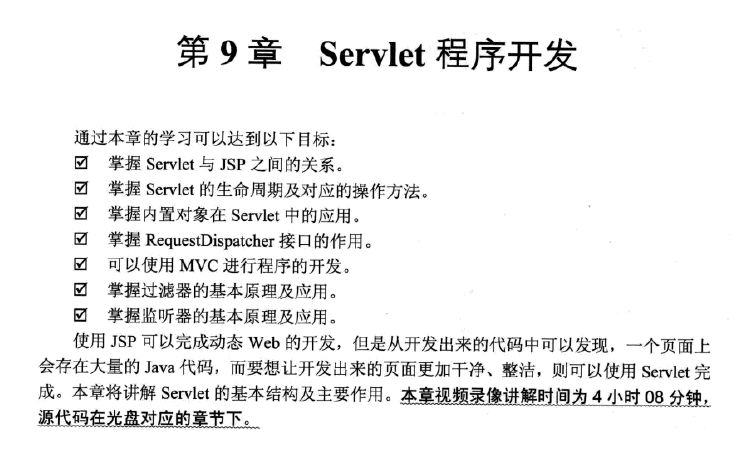 第 9 章 Servlet 程序开发
通过本章的学习可以达到以下目标：
☑ 掌握 Servlet 与 JSP 之间的关系。
☑ 掌握 Servlet 的生命周期及对应的操作方法。
☑ 掌握内置对象在 Servlet 中的应用。
☑ 掌握 RequestDispatcher 接口的作用。
☑ 可以使用 MVC 进行程序的开发。
☑ 掌握过滤器的基本原理及应用。
☑ 掌握监听器的基本原理及应用。
使用 JSP 可以完成动态 Web 的开发，但是从开发出来的代码中可以发现，一个页面上
会存在大量的 Java 代码，而要想让开发出来的页面更加干净、整洁，则可以使用 Servlet 完
成。本章将讲解 Servlet 的基本结构及主要作用。本章视频录像讲解时间为 4 小时 08 分钟，
源代码在光盘对应的章节下。